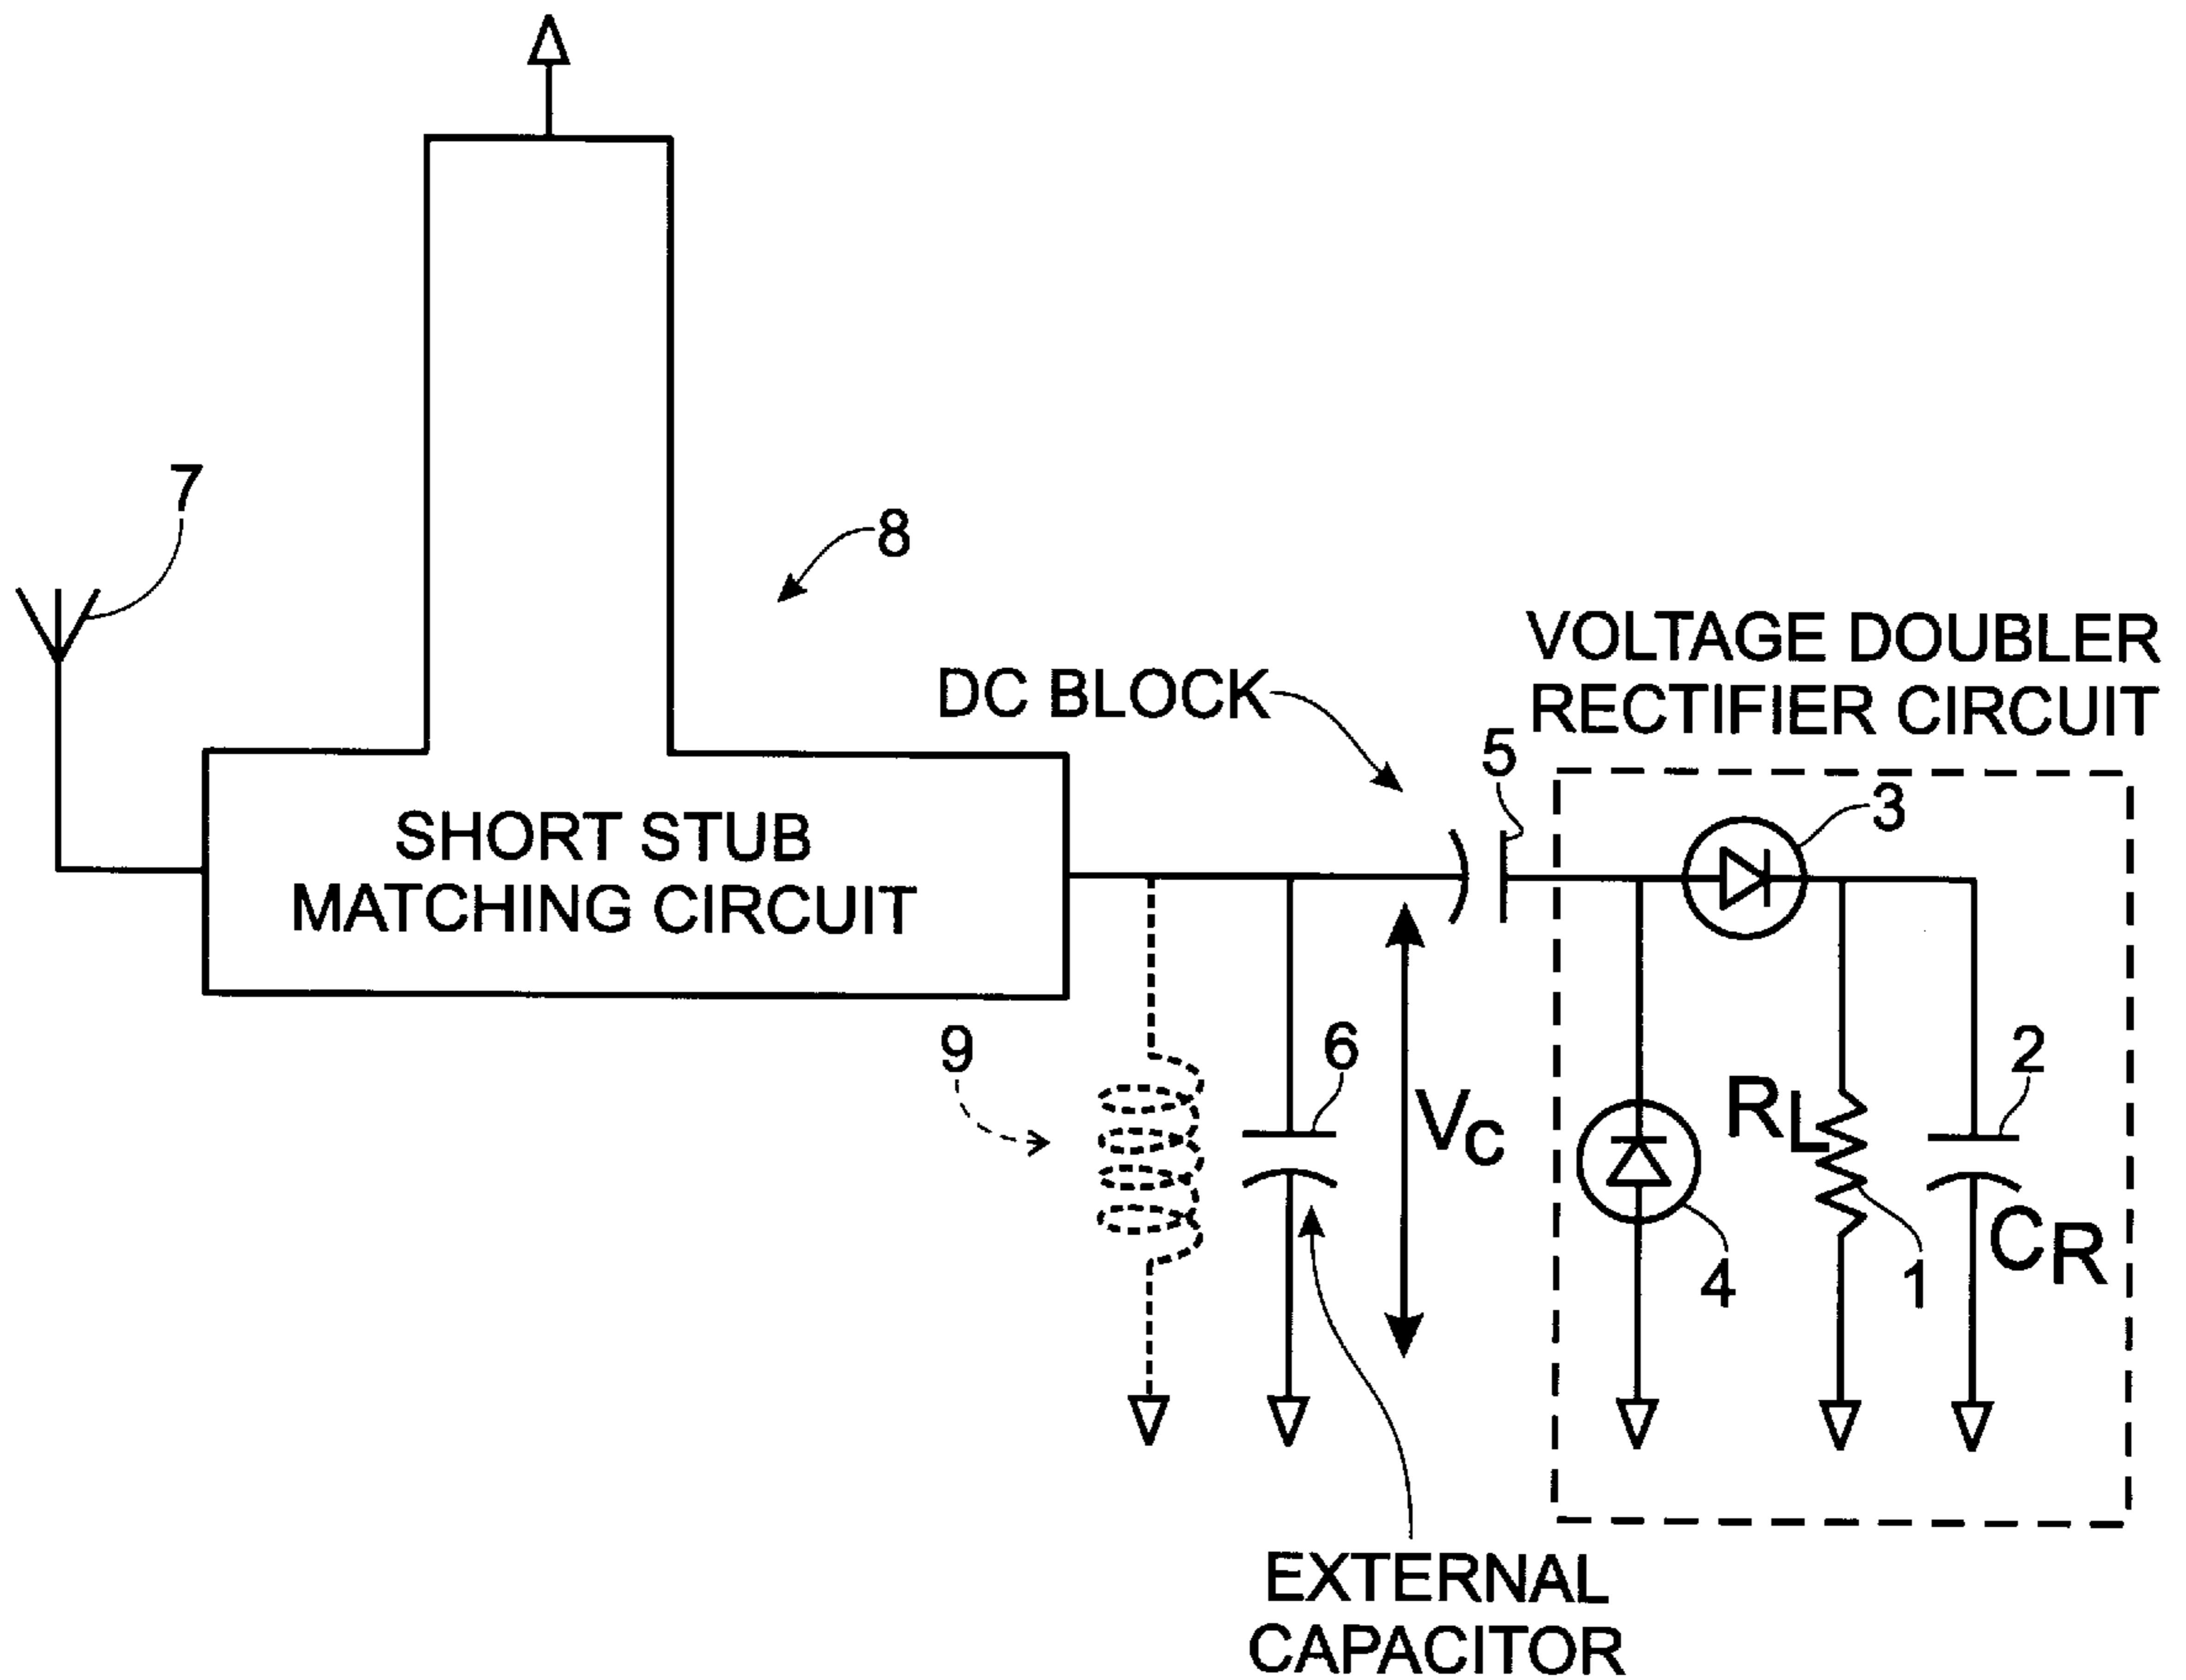 7
8
VOLTAGE DOUBLER
RECTIFIER CIRCUIT
DC BLOCK
5
3
SHORT STUB
MATCHING CIRCUIT
9
6
2
VC
RL
CR
4
1
EXTERNAL
CAPACITOR